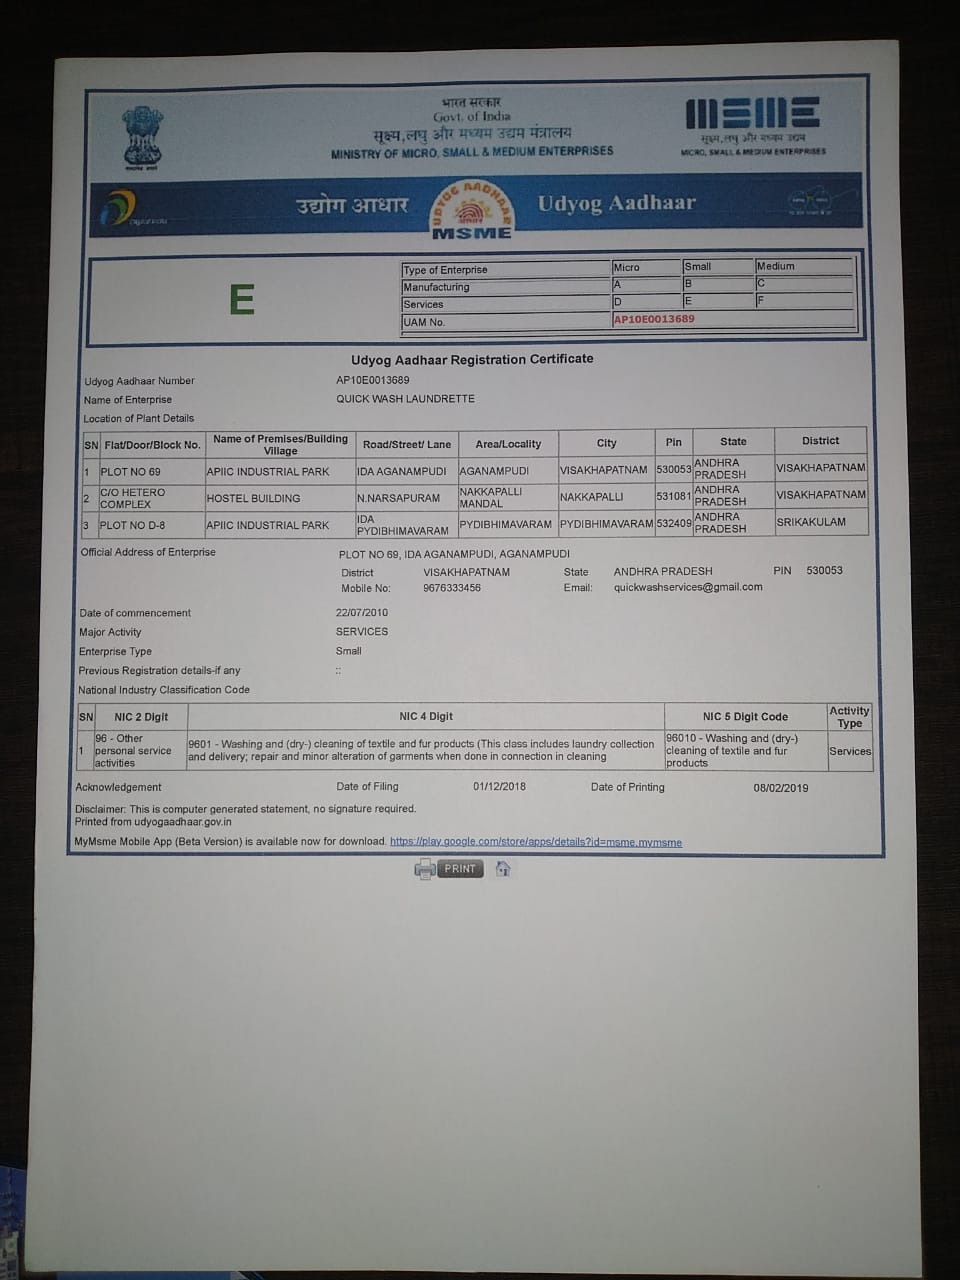 भारत सरकार
Govt. of India
सूक्ष्म,लघु और मध्यम उद्यम मंत्रालय
MINISTRY OF MICRO, SMALL & MEDIUM ENTERPRISES
सूक्ष्म, लघु और मध्यम उद्यम
MICRO, SMALL & MEDIUM ENTERPRISES
उद्योग आधार
UDYOG AADHAAR
MSME
Udyog Aadhaar
E
Type of Enterprise Micro Small Medium
Manufacturing A B C
Services D E F
UAM No. AP10E0013689
Udyog Aadhaar Registration Certificate
Udyog Aadhaar Number AP10E0013689
Name of Enterprise QUICK WASH LAUNDRETTE
Location of Plant Details
SN Flat/Door/Block No. Name of Premises/Building Village Road/Street/ Lane Area/Locality City Pin State District
1 PLOT NO 69 APIIC INDUSTRIAL PARK IDA AGANAMPUDI AGANAMPUDI VISAKHAPATNAM 530053 ANDHRA PRADESH VISAKHAPATNAM
2 C/O HETERO COMPLEX HOSTEL BUILDING N.NARSAPURAM NAKKAPALLI MANDAL NAKKAPALLI 531081 ANDHRA PRADESH VISAKHAPATNAM
3 PLOT NO D-8 APIIC INDUSTRIAL PARK IDA PYDIBHIMAVARAM PYDIBHIMAVARAM PYDIBHIMAVARAM 532409 ANDHRA PRADESH SRIKAKULAM
Official Address of Enterprise PLOT NO 69, IDA AGANAMPUDI, AGANAMPUDI
District VISAKHAPATNAM State ANDHRA PRADESH PIN 530053
Mobile No: 9676333456 Email: quickwashservices@gmail.com
Date of commencement 22/07/2010
Major Activity SERVICES
Enterprise Type Small
Previous Registration details-if any ::
National Industry Classification Code
SN NIC 2 Digit NIC 4 Digit NIC 5 Digit Code Activity Type
1 96 - Other personal service activities 9601 - Washing and (dry-) cleaning of textile and fur products (This class includes laundry collection and delivery; repair and minor alteration of garments when done in connection in cleaning 96010 - Washing and (dry-) cleaning of textile and fur products Services
Acknowledgement Date of Filing 01/12/2018 Date of Printing 08/02/2019
Disclaimer: This is computer generated statement, no signature required.
Printed from udyogaadhaar.gov.in
MyMsme Mobile App (Beta Version) is available now for download. https://play.google.com/store/apps/details?id=msme.mymsme
PRINT